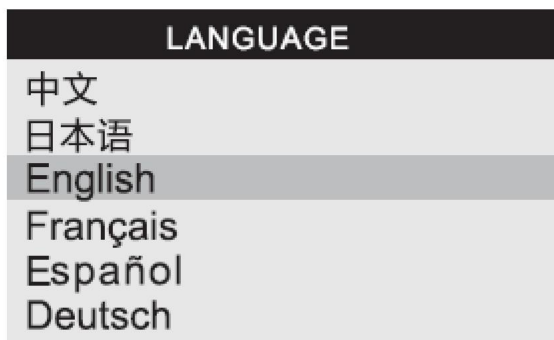 LANGUAGE
中文
日本语
English
Français
Español
Deutsch